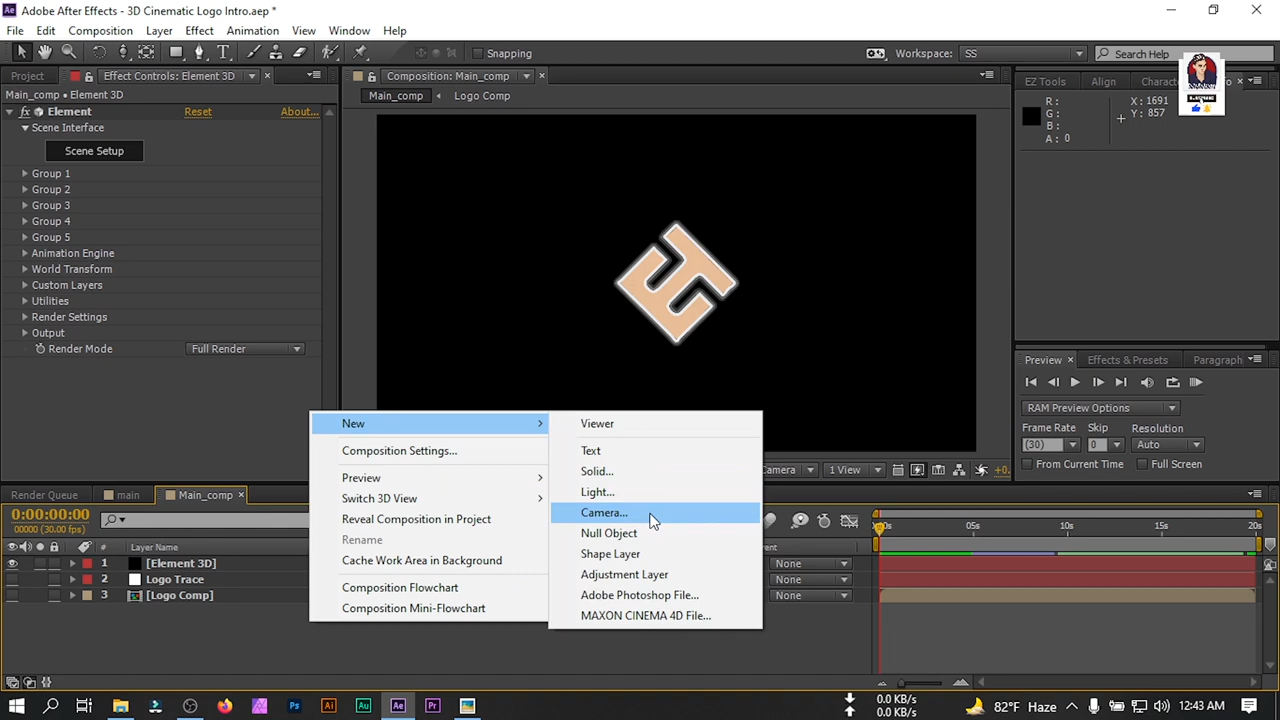 Adobe After Effects - 3D Cinematic Logo Intro.aep *
File Edit Composition Layer Effect Animation View Window Help
Snapping
Workspace: SS
Search Help
Project
Effect Controls: Element 3D
Composition: Main_comp
EZ Tools Align
Main_comp • Element 3D
Main_comp
Logo Comp
Element
Reset
About...
Scene Interface
Scene Setup
Group 1
Group 2
Group 3
Group 4
Group 5
Animation Engine
World Transform
Custom Layers
Utilities
Render Settings
Output
Render Mode
Full Render
R:
G:
B:
A: 0
X: 1691
Y: 857
Preview
Effects & Presets
Paragraph
RAM Preview Options
Frame Rate Skip Resolution
(30) 0 Auto
From Current Time Full Screen
New
Composition Settings...
Preview
Switch 3D View
Reveal Composition in Project
Rename
Cache Work Area in Background
Composition Flowchart
Composition Mini-Flowchart
Viewer
Text
Solid...
Light...
Camera...
Null Object
Shape Layer
Adjustment Layer
Adobe Photoshop File...
MAXON CINEMA 4D File...
Camera
1 View
+0.
Render Queue
main
Main_comp
0:00:00:00
00000 (30.00 fps)
# Layer Name
1 [Element 3D]
2 Logo Trace
3 [Logo Comp]
None
None
None
05s 10s 15s 20s
0.0 KB/s
0.0 KB/s
82°F Haze
12:43 AM